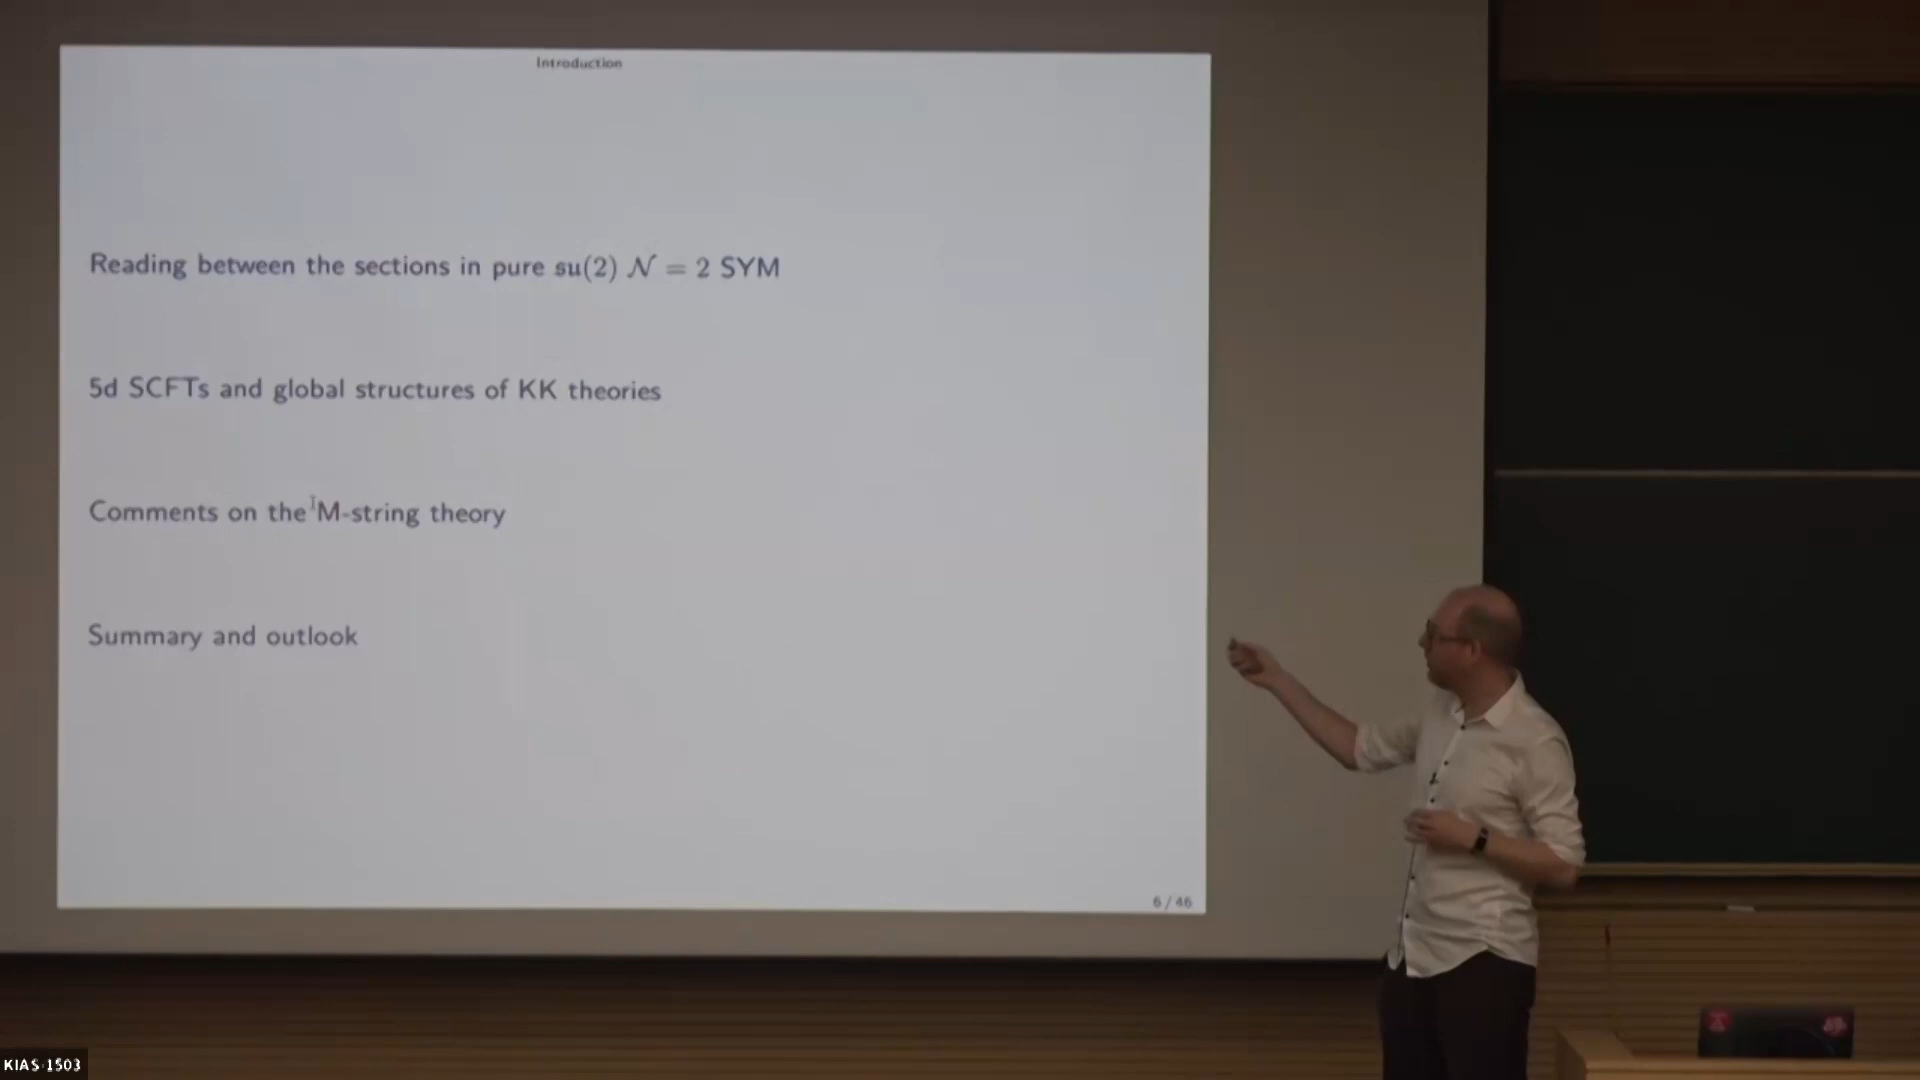 Introduction
Reading between the sections in pure su(2) 𝒩 = 2 SYM
5d SCFTs and global structures of KK theories
Comments on the M-string theory
Summary and outlook
6 / 46
KIAS 1503